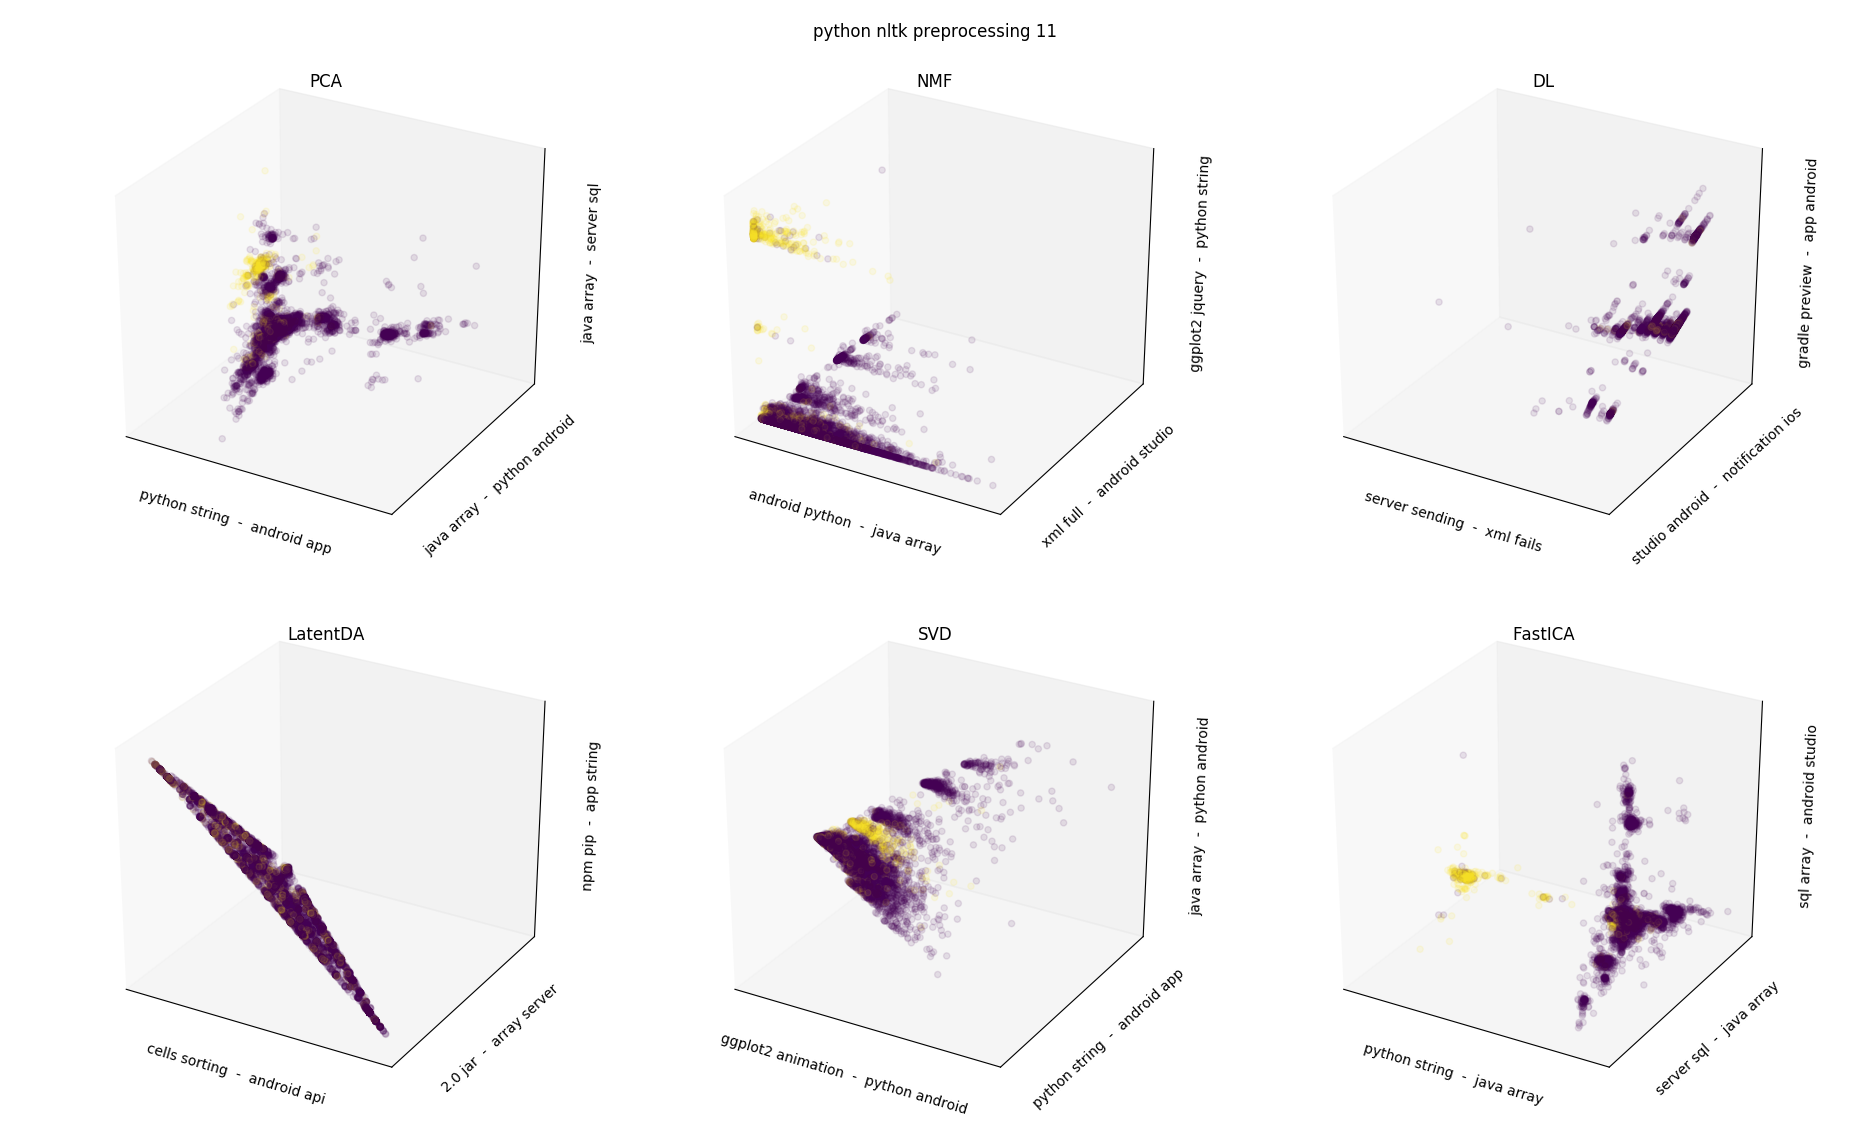 python nltk preprocessing 11
PCA
python string - android app
java array - python android
java array - server sql
NMF
android python - java array
xml full - android studio
ggplot2 jquery - python string
DL
server sending - xml fails
studio android - notification ios
gradle preview - app android
LatentDA
cells sorting - android api
2.0 jar - array server
npm pip - app string
SVD
ggplot2 animation - python android
python string - android app
java array - python android
FastICA
python string - java array
server sql - java array
sql array - android studio